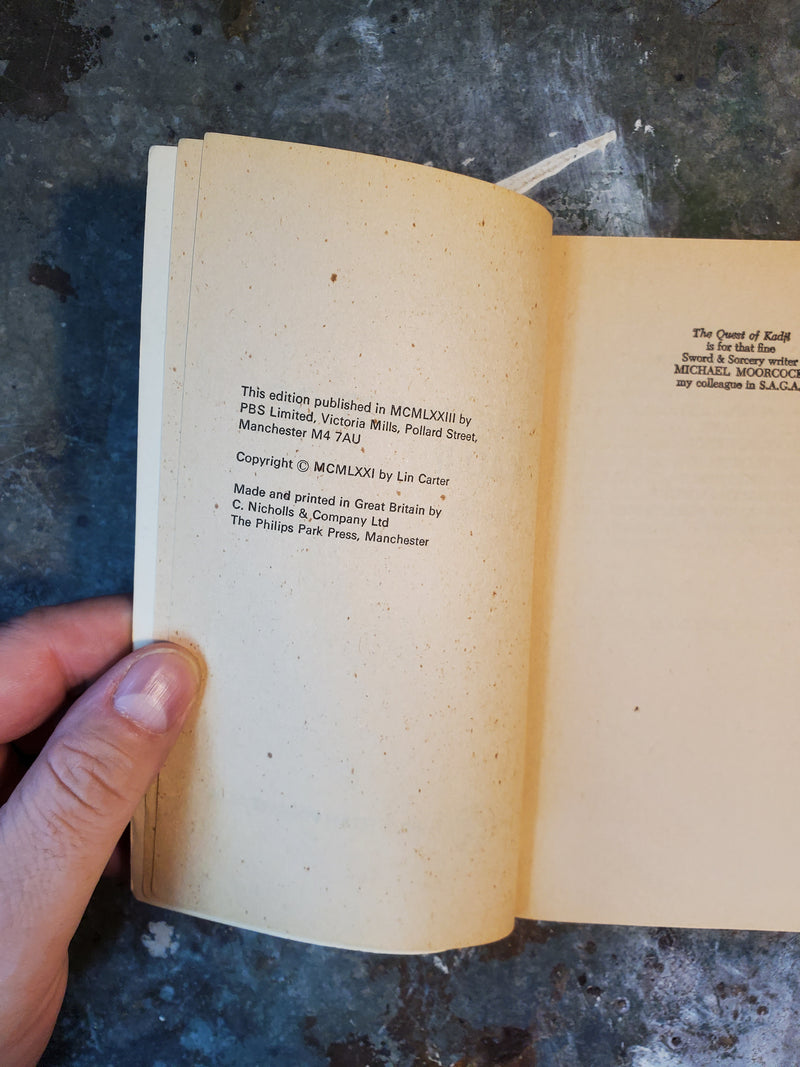 This edition published in MCMLXXIII by
PBS Limited, Victoria Mills, Pollard Street,
Manchester M4 7AU
Copyright © MCMLXXI by Lin Carter
Made and printed in Great Britain by
C. Nicholls & Company Ltd
The Philips Park Press, Manchester
The Quest of Kadji
is for that fine
Sword & Sorcery writer
MICHAEL MOORCOCK
my colleague in S.A.G.A.